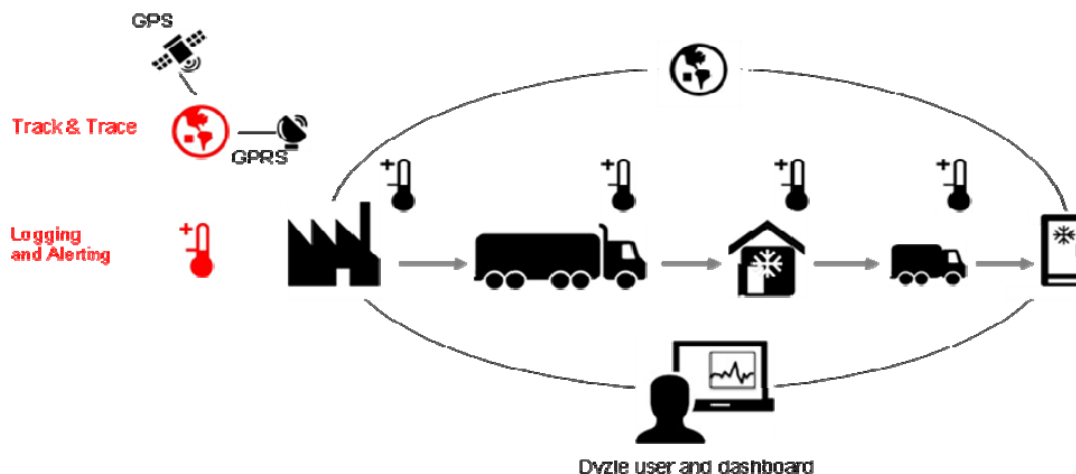 GPS
Track & Trace
GPRS
Logging
and Alerting
Dyzle user and dashboard